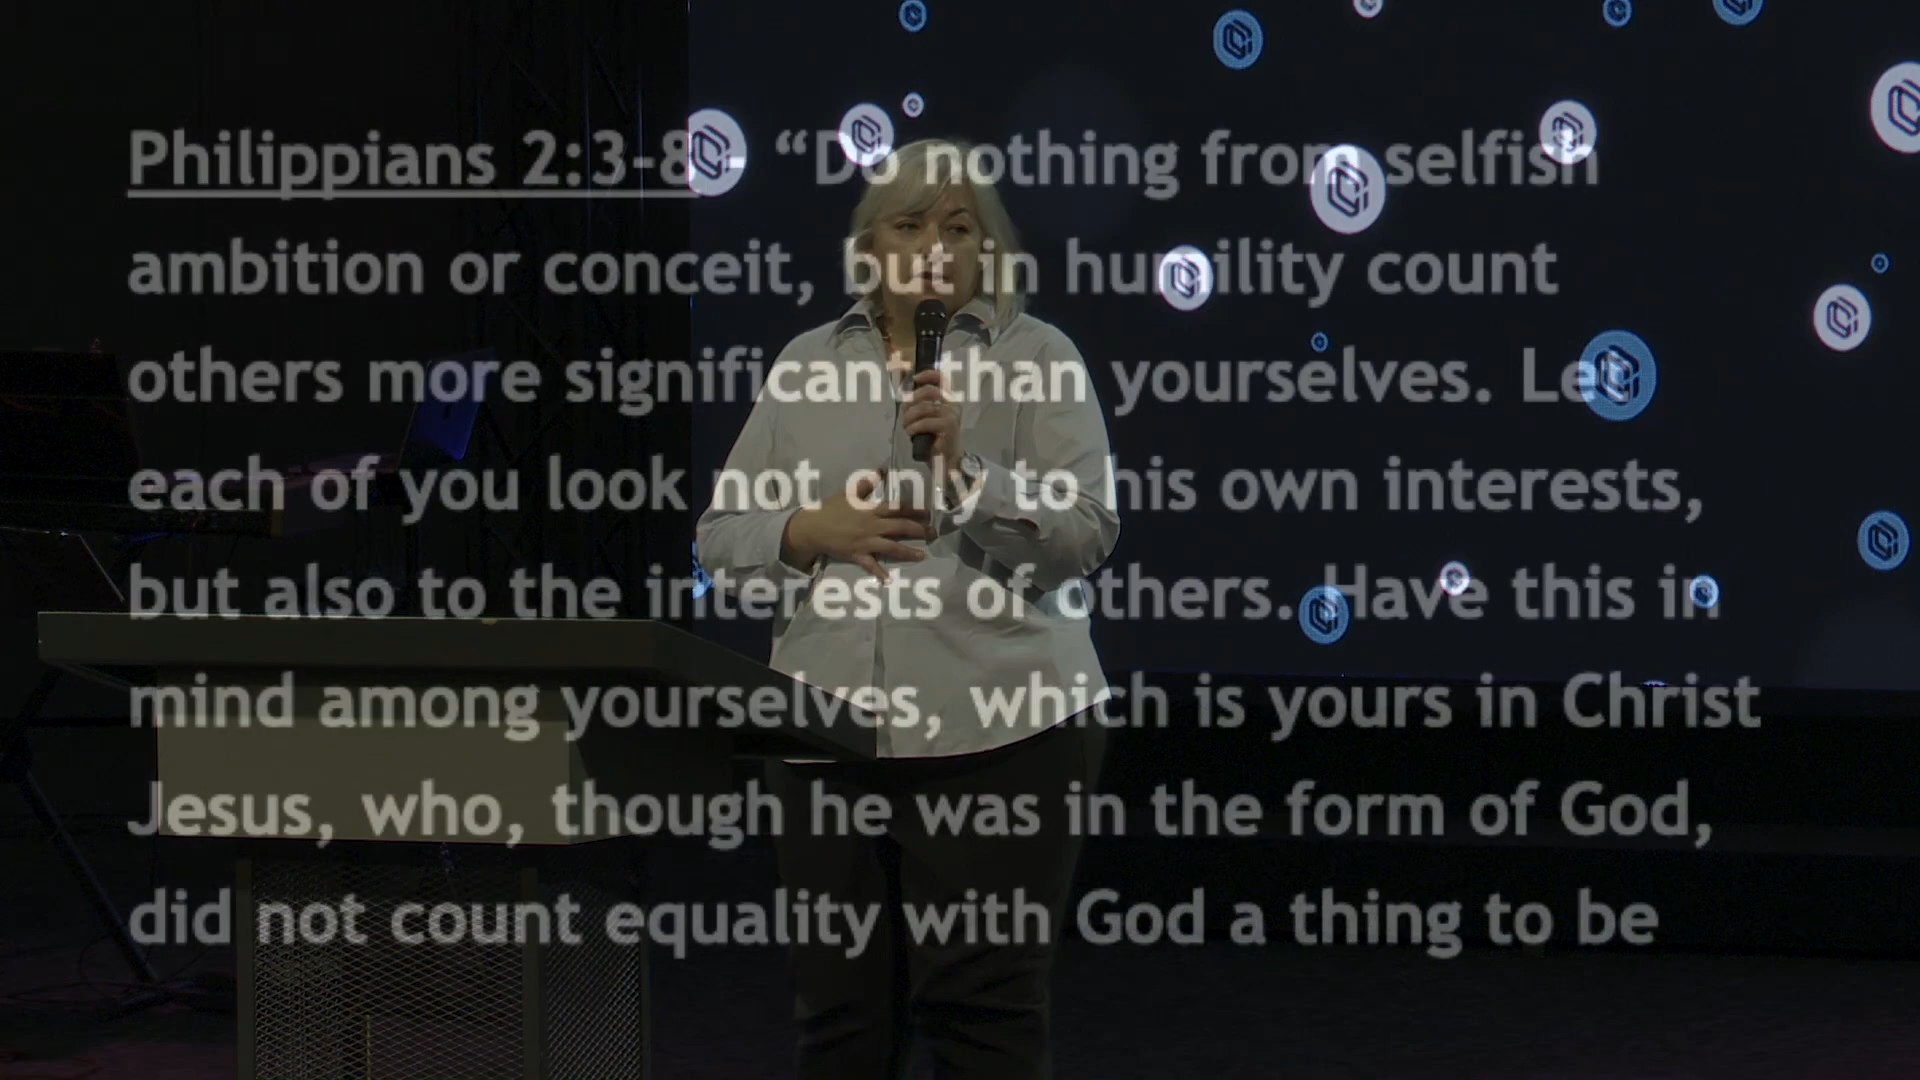 Philippians 2:3-8 - “Do nothing from selfish
ambition or conceit, but in humility count
others more significant than yourselves. Let
each of you look not only to his own interests,
but also to the interests of others. Have this in
mind among yourselves, which is yours in Christ
Jesus, who, though he was in the form of God,
did not count equality with God a thing to be